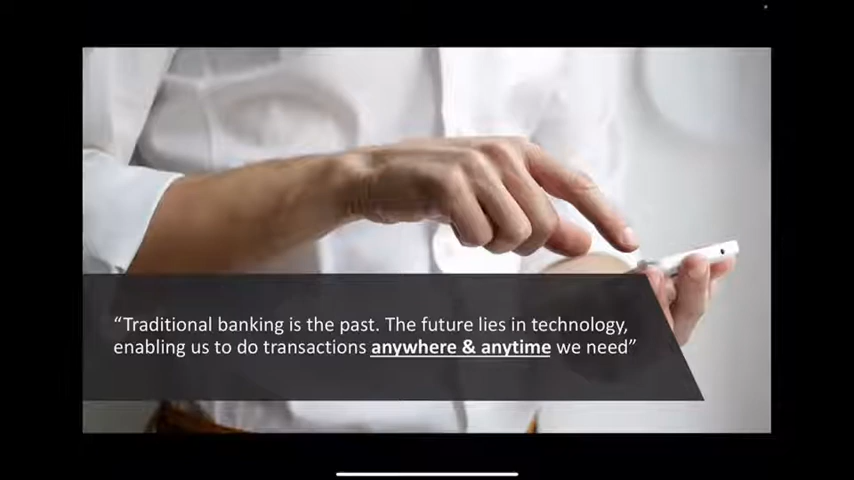 “Traditional banking is the past. The future lies in technology,
enabling us to do transactions anywhere & anytime we need”